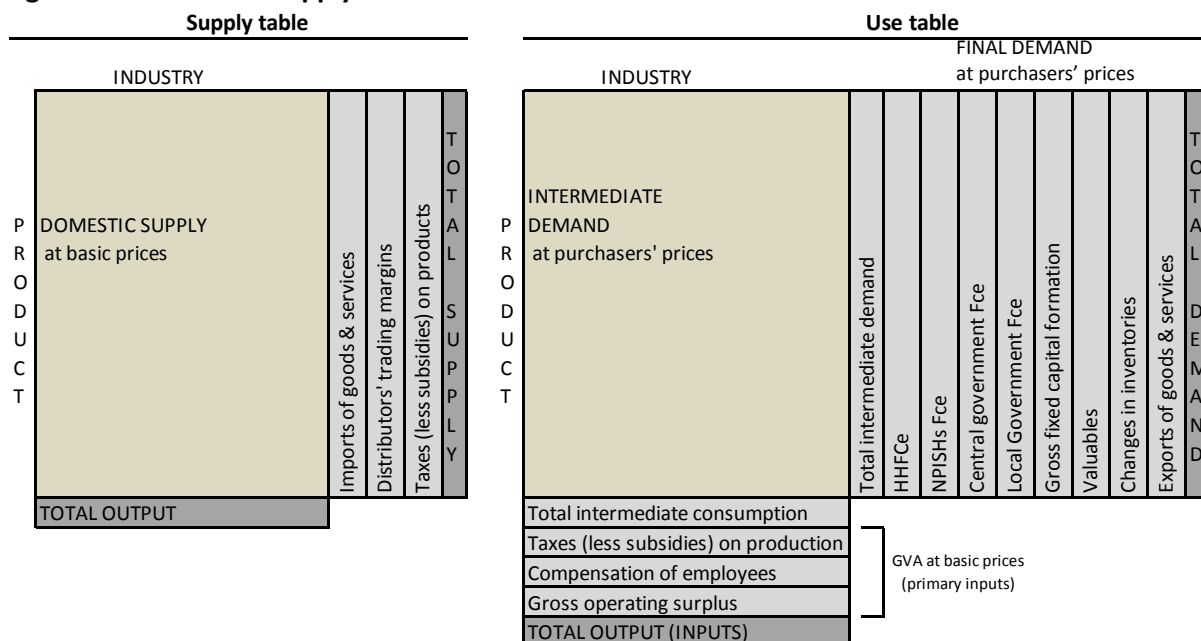 Supply table
INDUSTRY
PRODUCT
DOMESTIC SUPPLY
at basic prices
Imports of goods & services
Distributors' trading margins
Taxes (less subsidies) on products
TOTAL SUPPLY
TOTAL OUTPUT
Use table
FINAL DEMAND
at purchasers’ prices
INDUSTRY
PRODUCT
INTERMEDIATE
DEMAND
at purchasers' prices
Total intermediate demand
HHFCe
NPISHs Fce
Central government Fce
Local Government Fce
Gross fixed capital formation
Valuables
Changes in inventories
Exports of goods & services
TOTAL DEMAND
Total intermediate consumption
Taxes (less subsidies) on production
Compensation of employees
Gross operating surplus
TOTAL OUTPUT (INPUTS)
GVA at basic prices
(primary inputs)